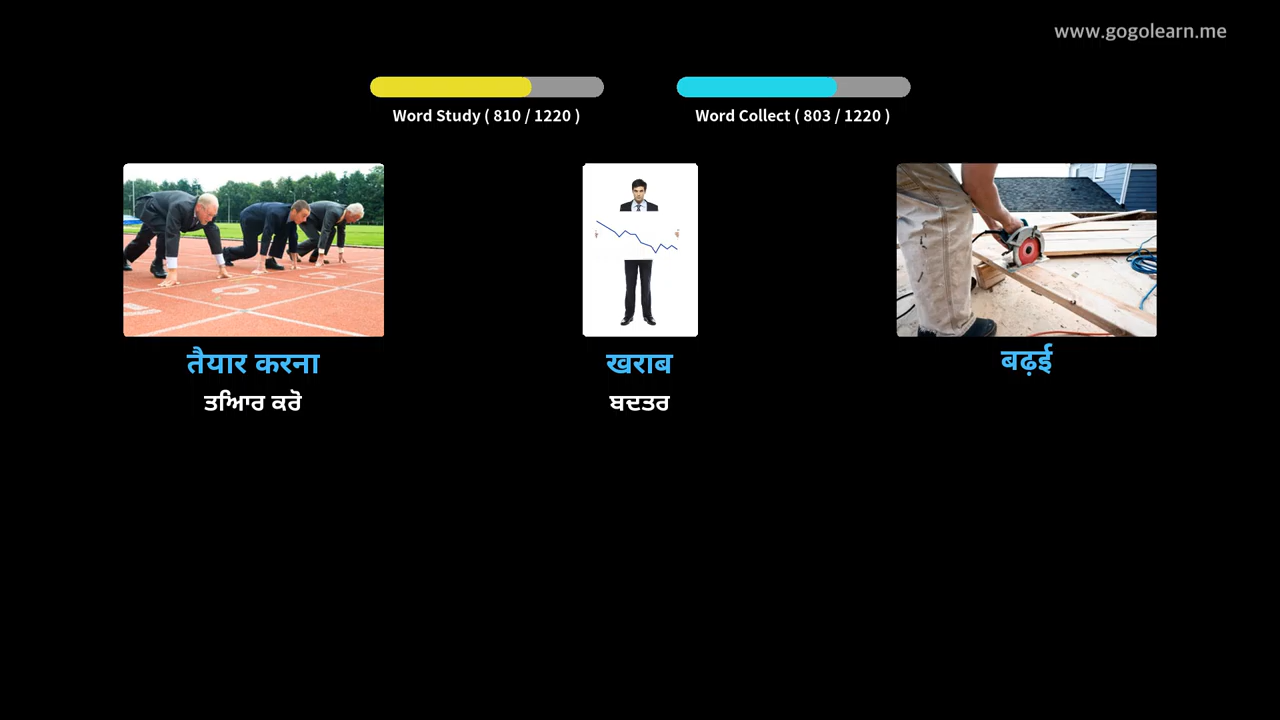 www.gogolearn.me
Word Study ( 810 / 1220 )
Word Collect ( 803 / 1220 )
तैयार करना
खराब
बढ़ई
ਤਿਆਰ ਕਰੋ
ਬਦਤਰ